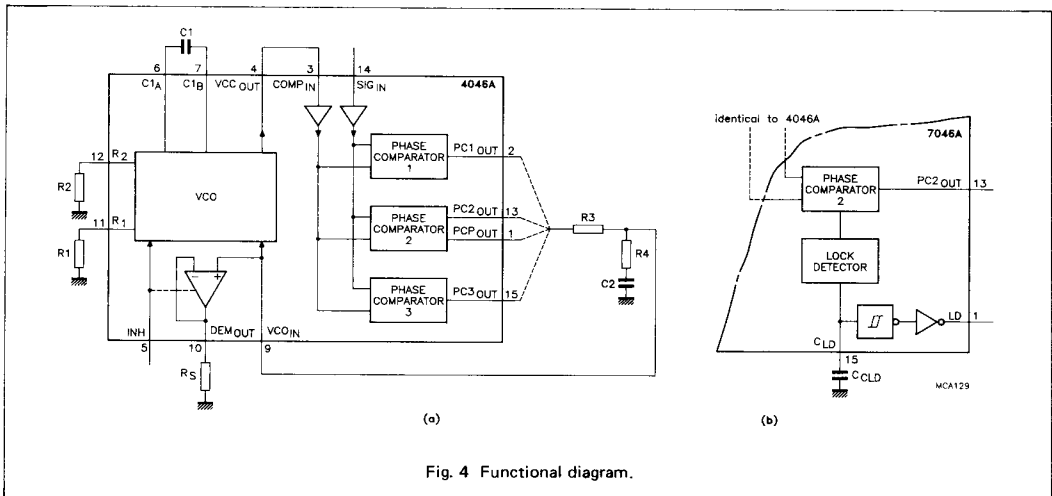 C1
6 7 4 3 14
C1A C1B VCC OUT COMP IN SIG IN 4046A
12 R2
R2
11 R1
R1
VCO
PHASE COMPARATOR 1
PC1 OUT 2
PHASE COMPARATOR 2
PC2 OUT 13
PCP OUT 1
PHASE COMPARATOR 3
PC3 OUT 15
R3
R4
C2
- +
INH DEM OUT VCO IN
5 10 9
RS
(a)
identical to 4046A
7046A
PHASE COMPARATOR 2
PC2 OUT 13
LOCK DETECTOR
LD 1
CLD
15
C CLD
MCA129
(b)
Fig. 4 Functional diagram.